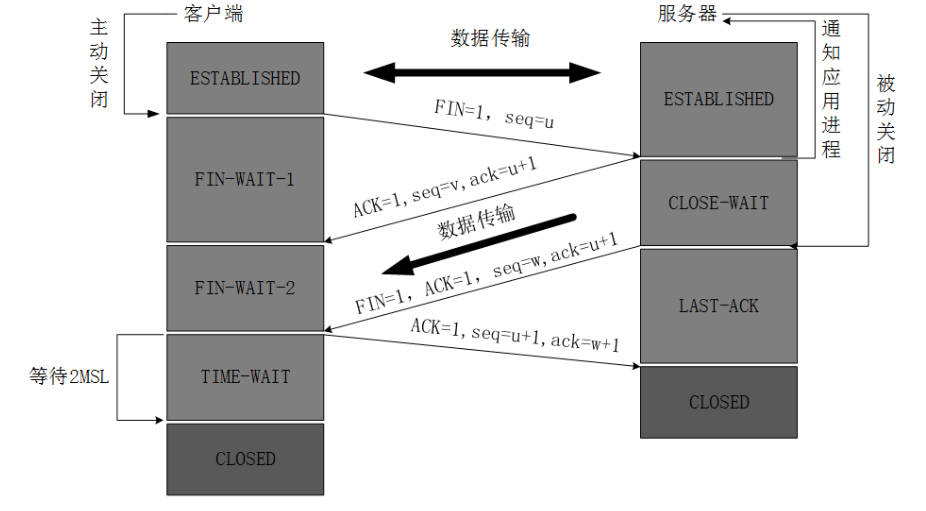 客户端
服务器
主动关闭
数据传输
通知应用进程
被动关闭
ESTABLISHED
ESTABLISHED
FIN=1, seq=u
FIN-WAIT-1
ACK=1,seq=v,ack=u+1
CLOSE-WAIT
数据传输
FIN=1, ACK=1, seq=w,ack=u+1
FIN-WAIT-2
LAST-ACK
ACK=1,seq=u+1,ack=w+1
等待2MSL
TIME-WAIT
CLOSED
CLOSED